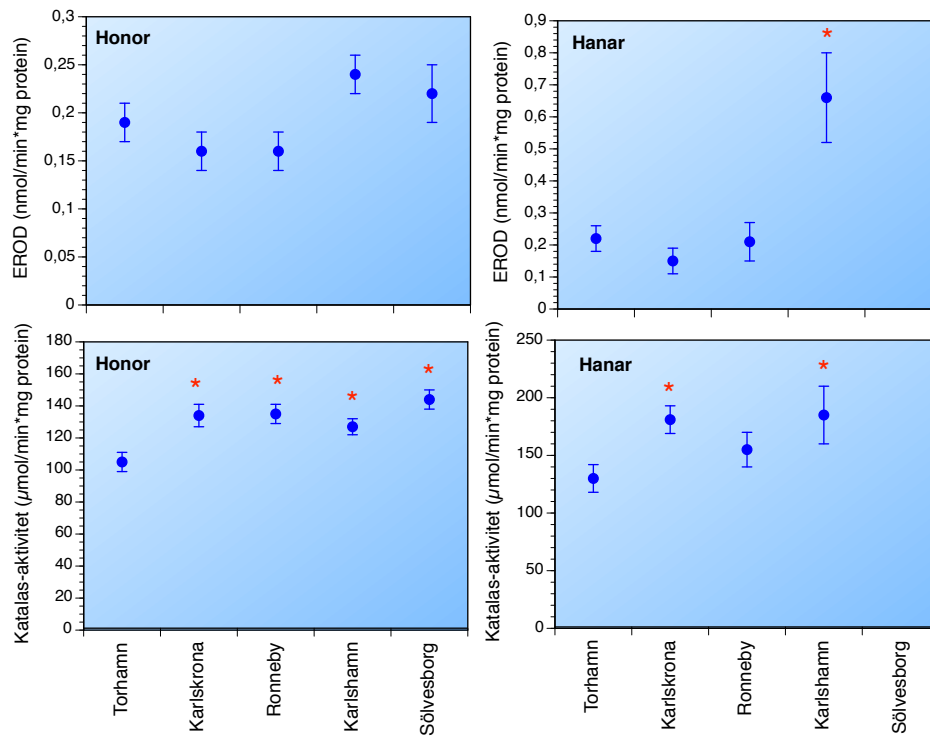 EROD (nmol/min*mg protein)
0,3
0,25
0,2
0,15
0,1
0,05
0
Honor
EROD (nmol/min*mg protein)
0,9
0,8
0,7
0,6
0,5
0,4
0,3
0,2
0,1
0
Hanar
*
Katalas-aktivitet (µmol/min*mg protein)
180
160
140
120
100
80
60
40
20
0
Honor
*
*
*
*
Torhamn
Karlskrona
Ronneby
Karlshamn
Sölvesborg
Katalas-aktivitet (µmol/min*mg protein)
250
200
150
100
50
0
Hanar
*
*
Torhamn
Karlskrona
Ronneby
Karlshamn
Sölvesborg